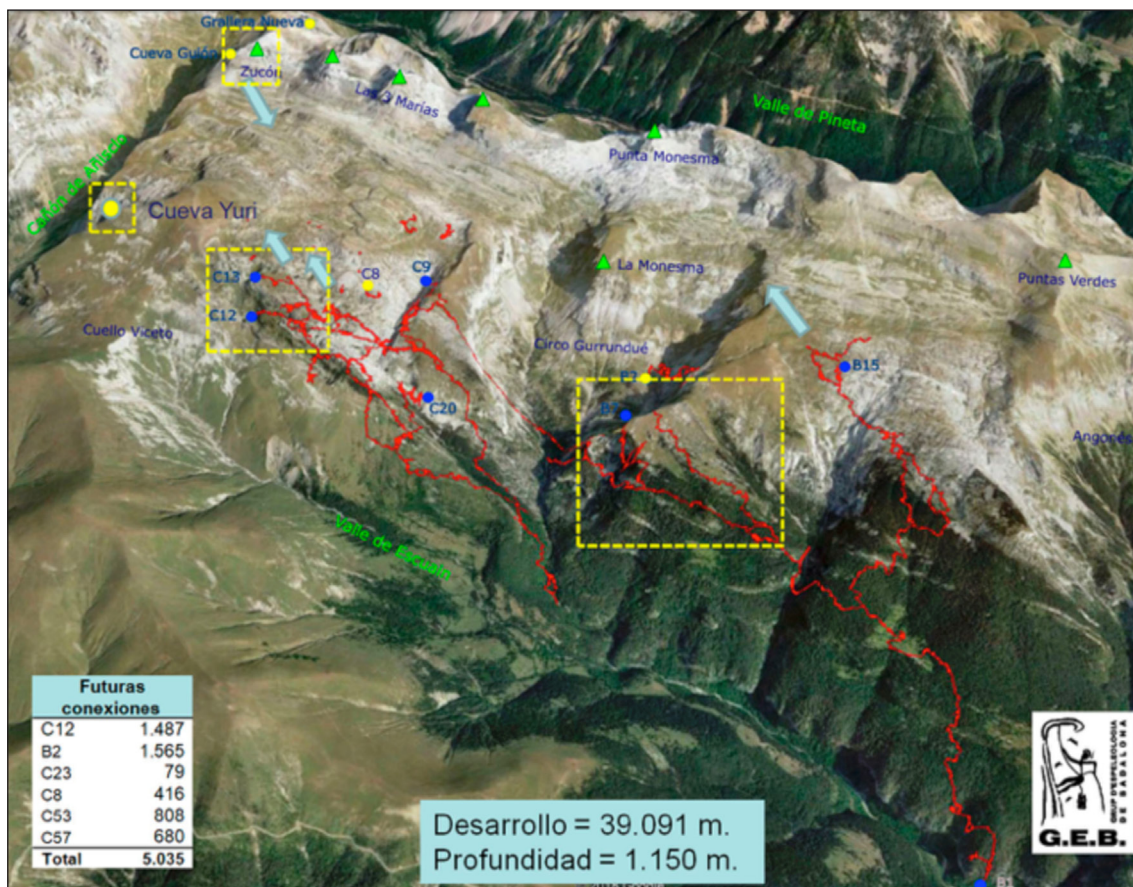 Grallera Nueva
Cueva Guión
Zucón
Las 3 Marías
Valle de Pineta
Punta Monesma
Cañón de Añisclo
Cueva Yuri
C13
C8
C9
La Monesma
Puntas Verdes
C12
Cuello Viceto
Circo Gurrundué
B2
B15
C20
Valle de Escuaín
Futuras
conexiones
C12 1.487
B2 1.565
C23 79
C8 416
C53 808
C57 680
Total 5.035
Desarrollo = 39.091 m.
Profundidad = 1.150 m.
GRUP D'ESPELEOLOGIA
DE BADALONA
G.E.B.
B1